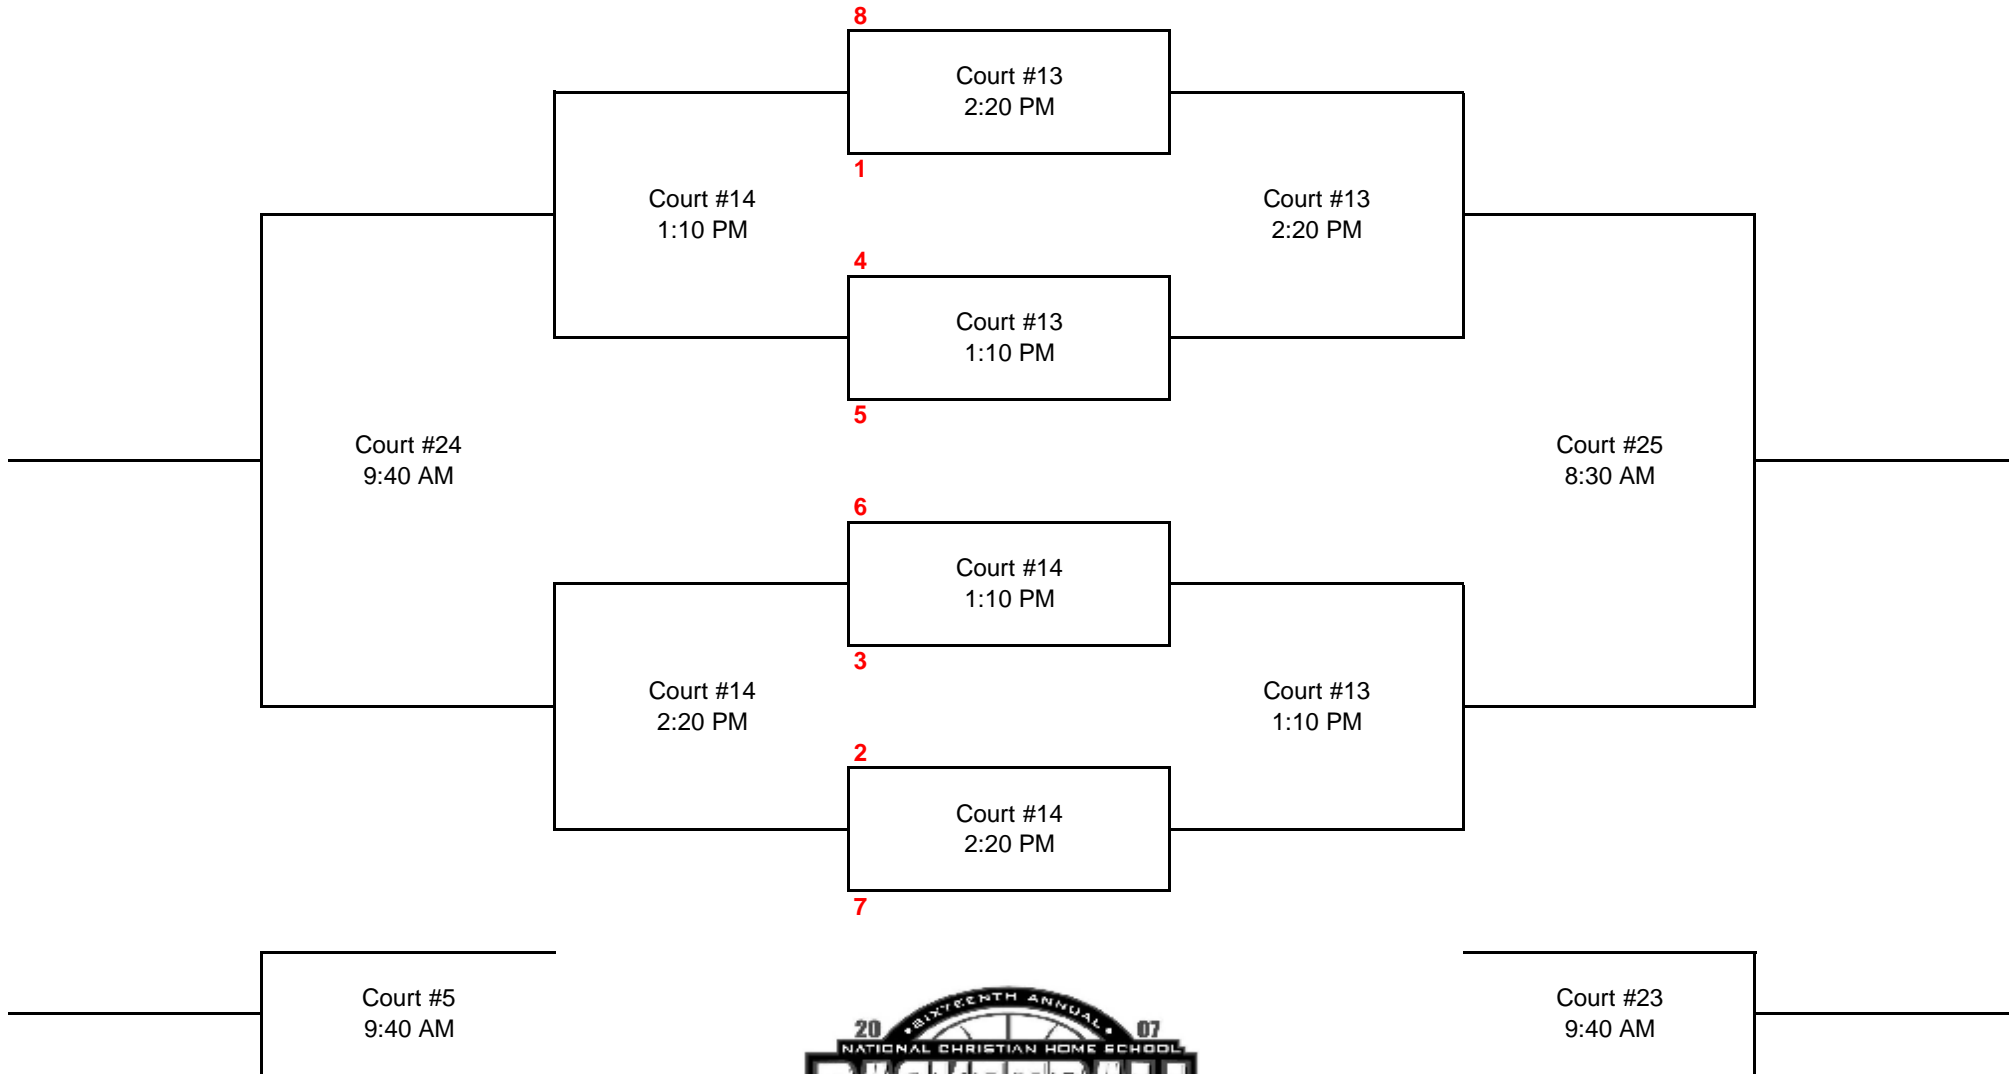 8
Court #13
2:20 PM
1
Court #14
1:10 PM
Court #13
2:20 PM
4
Court #13
1:10 PM
5
Court #24
9:40 AM
Court #25
8:30 AM
6
Court #14
1:10 PM
3
Court #14
2:20 PM
Court #13
1:10 PM
2
Court #14
2:20 PM
7
Court #5
9:40 AM
Court #23
9:40 AM
SIXTEENTH ANNUAL
20 07
NATIONAL CHRISTIAN HOME SCHOOL